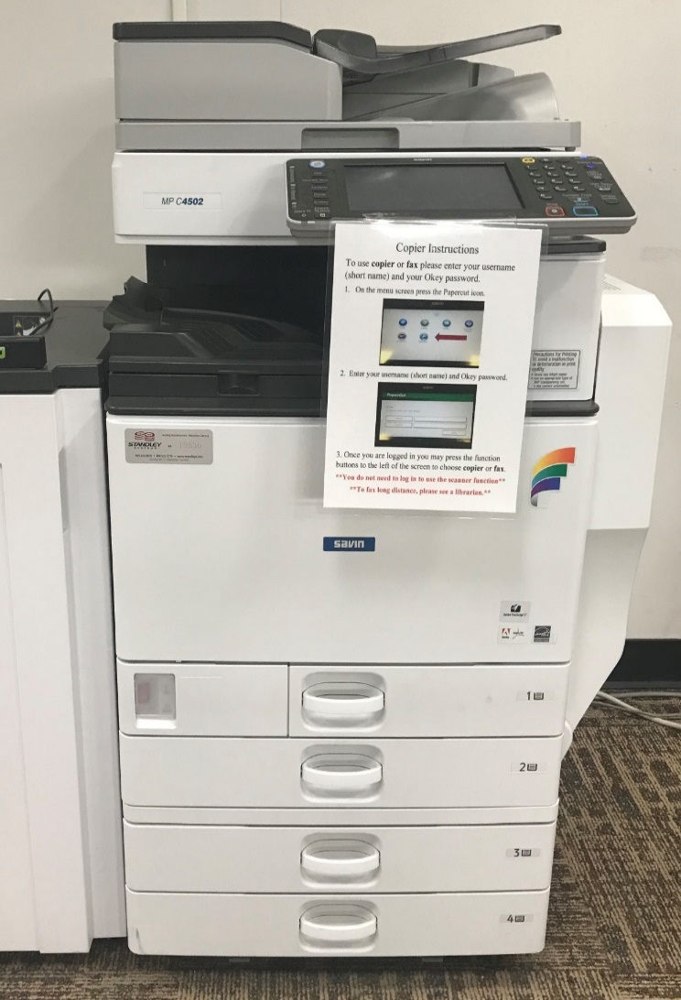 MP C4502
Copier Instructions
To use copier or fax please enter your username
(short name) and your Okey password.
1. On the menu screen press the Papercut icon.
2. Enter your username (short name) and Okey password.
3. Once you are logged in you may press the function
buttons to the left of the screen to choose copier or fax.
**You do not need to log in to use the scanner function**
**To fax long distance, please see a librarian.**
Precautions for Printing
STANDLEY
SYSTEMS
savin
1
2
3
4